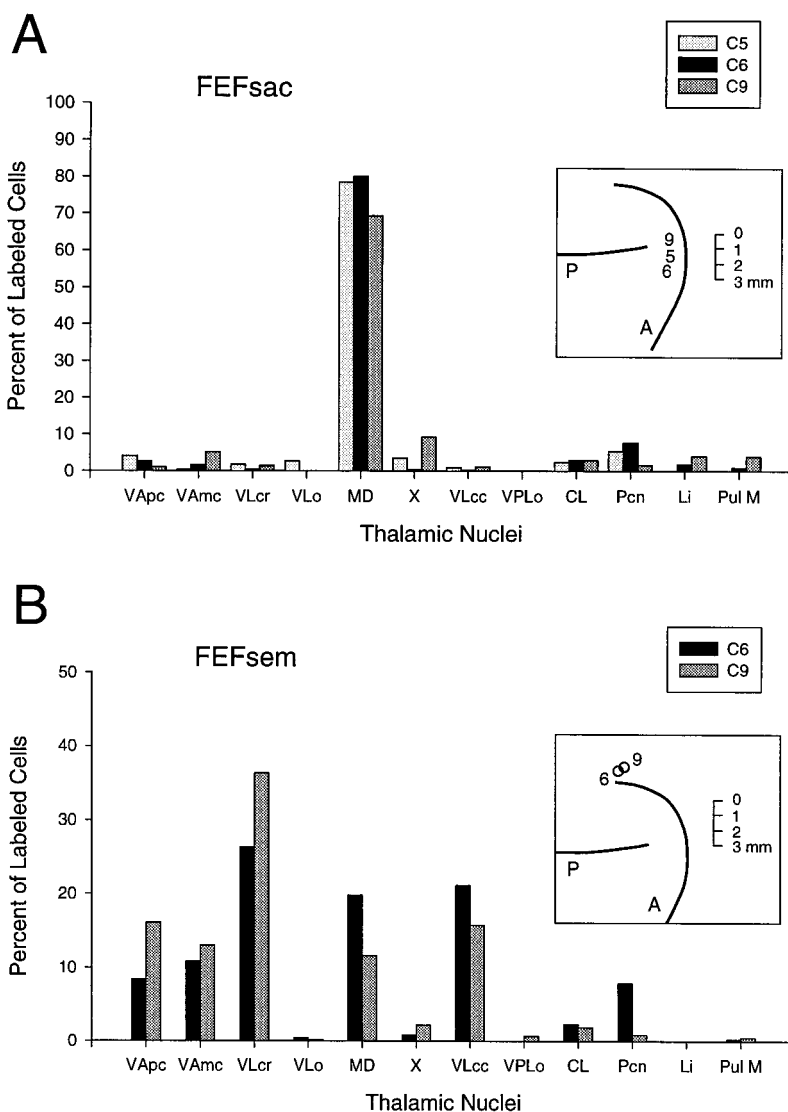 A
FEFsac
C5
C6
C9
100
90
80
70
60
50
40
30
20
10
0
Percent of Labeled Cells
9
5
6
P
A
0
1
2
3 mm
VApc VAmc VLcr VLo MD X VLcc VPLo CL Pcn Li Pul M
Thalamic Nuclei
B
FEFsem
C6
C9
50
40
30
20
10
0
Percent of Labeled Cells
6 9
P
A
0
1
2
3 mm
VApc VAmc VLcr VLo MD X VLcc VPLo CL Pcn Li Pul M
Thalamic Nuclei